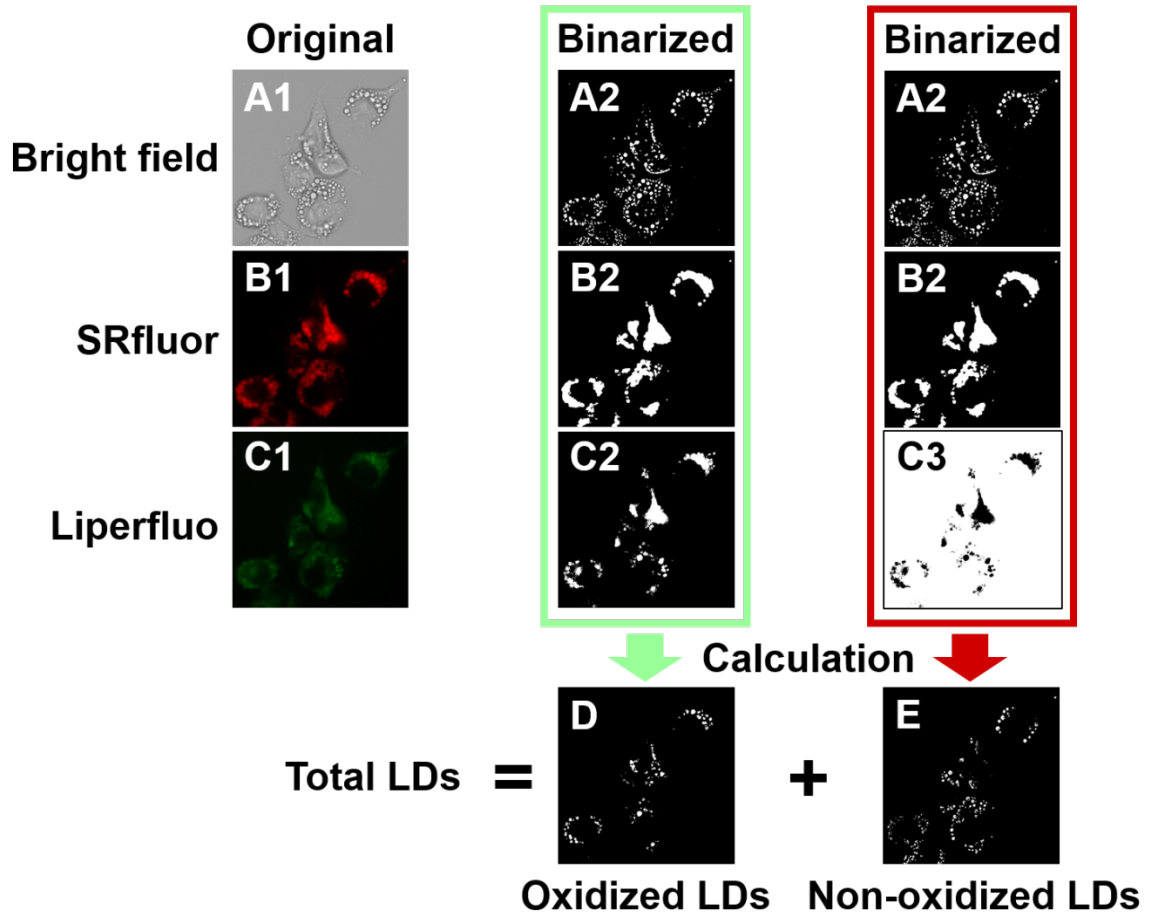 Original Binarized Binarized
Bright field A1 A2 A2
SRfluor B1 B2 B2
Liperfluo C1 C2 C3
Calculation
Total LDs = D + E
Oxidized LDs Non-oxidized LDs